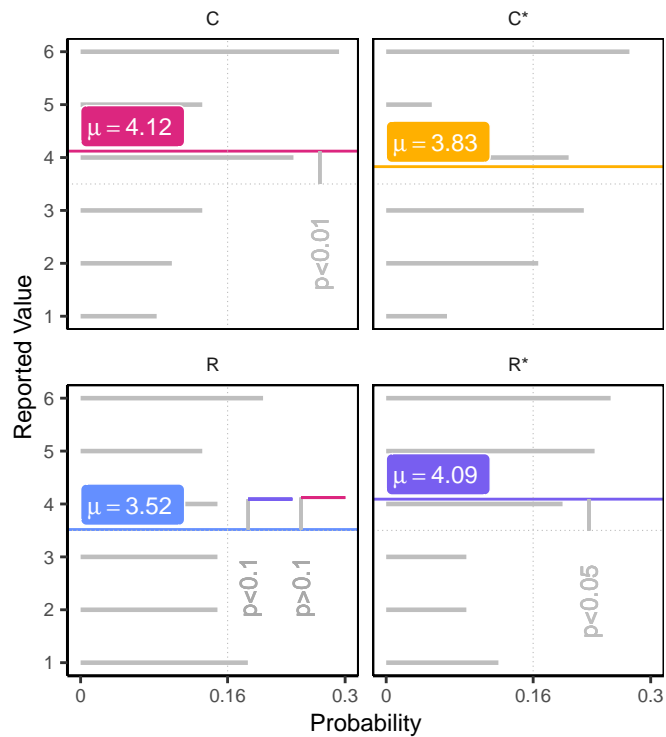 C
C*
6
5
4
3
2
1
μ = 4.12
p<0.01
μ = 3.83
Reported Value
R
R*
6
5
4
3
2
1
μ = 3.52
p<0.1
p>0.1
μ = 4.09
p<0.05
0
0.16
0.3
0
0.16
0.3
Probability